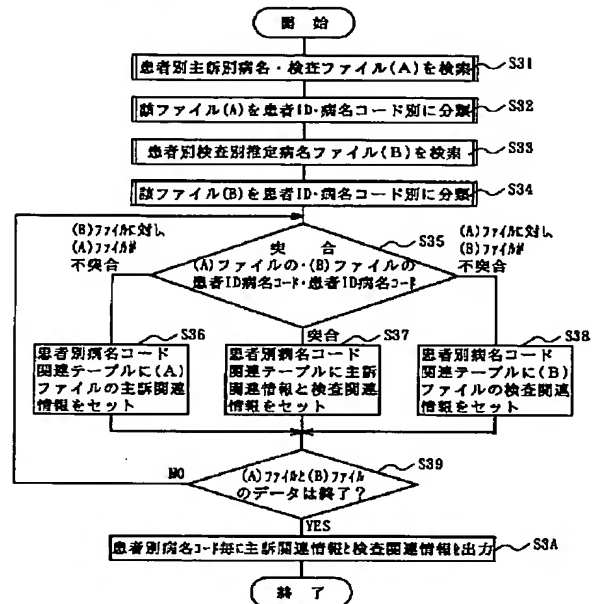 開始
患者別主訴別病名・検査ファイル(A)を検索
S31
該ファイル(A)を患者ID・病名コード別に分類
S32
患者別検査別推定病名ファイル(B)を検索
S33
該ファイル(B)を患者ID・病名コード別に分類
S34
(B)ファイルに対し
(A)ファイルが
不突合
突合
(A)ファイルの・(B)ファイルの
患者ID病名コード・患者ID病名コード
S35
(A)ファイルに対し
(B)ファイルが
不突合
S36
患者別病名コード
関連テーブルに(A)
ファイルの主訴関連
情報をセット
突合
S37
患者別病名コード
関連テーブルに主訴
関連情報と検査関連
情報をセット
S38
患者別病名コード
関連テーブルに(B)
ファイルの検査関連
情報をセット
NO
(A)ファイルと(B)ファイル
のデータは終了？
S39
YES
患者別病名コード毎に主訴関連情報と検査関連情報を出力
S3A
終了